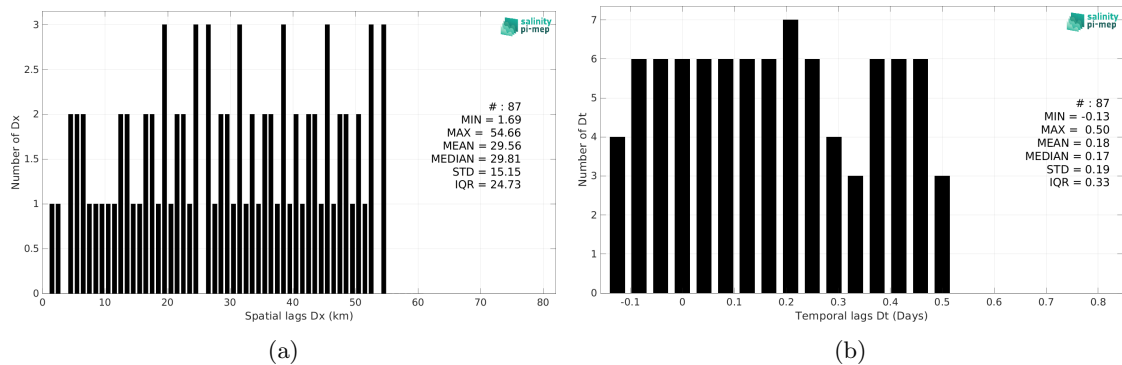 3
2.5
2
1.5
1
0.5
0
0
10
20
30
40
50
60
70
80
Number of Dx
Spatial lags Dx (km)
salinity
pi-mep
# : 87
MIN = 1.69
MAX = 54.66
MEAN = 29.56
MEDIAN = 29.81
STD = 15.15
IQR = 24.73
(a)
7
6
5
4
3
2
1
0
-0.1
0
0.1
0.2
0.3
0.4
0.5
0.6
0.7
0.8
Number of Dt
Temporal lags Dt (Days)
salinity
pi-mep
# : 87
MIN = -0.13
MAX = 0.50
MEAN = 0.18
MEDIAN = 0.17
STD = 0.19
IQR = 0.33
(b)